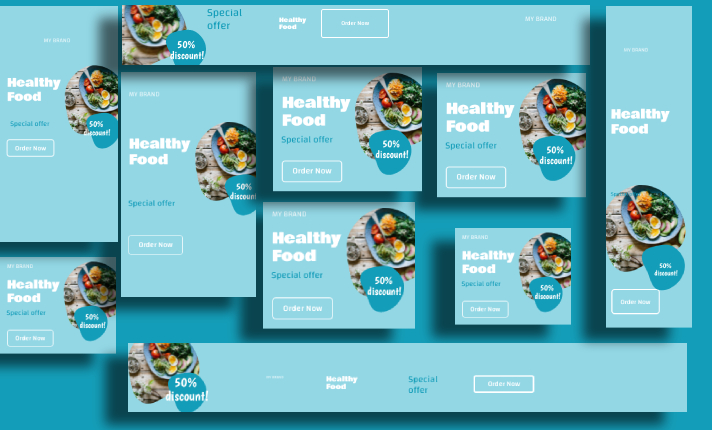 MY BRAND
Healthy
Food
Special offer
50%
discount!
Order Now
Special
offer
50%
discount!
Healthy
Food
Order Now
MY BRAND
MY BRAND
Healthy
Food
50%
discount!
Special offer
Order Now
MY BRAND
Healthy
Food
Special offer
50%
discount!
Order Now
MY BRAND
Healthy
Food
Special offer
50%
discount!
Order Now
MY BRAND
Healthy
Food
50%
discount!
Order Now
MY BRAND
Healthy
Food
Special offer
50%
discount!
Order Now
MY BRAND
Healthy
Food
Special offer
50%
discount!
Order Now
MY BRAND
Healthy
Food
Special offer
50%
discount!
Order Now
50%
discount!
MY BRAND
Healthy
Food
Special
offer
Order Now